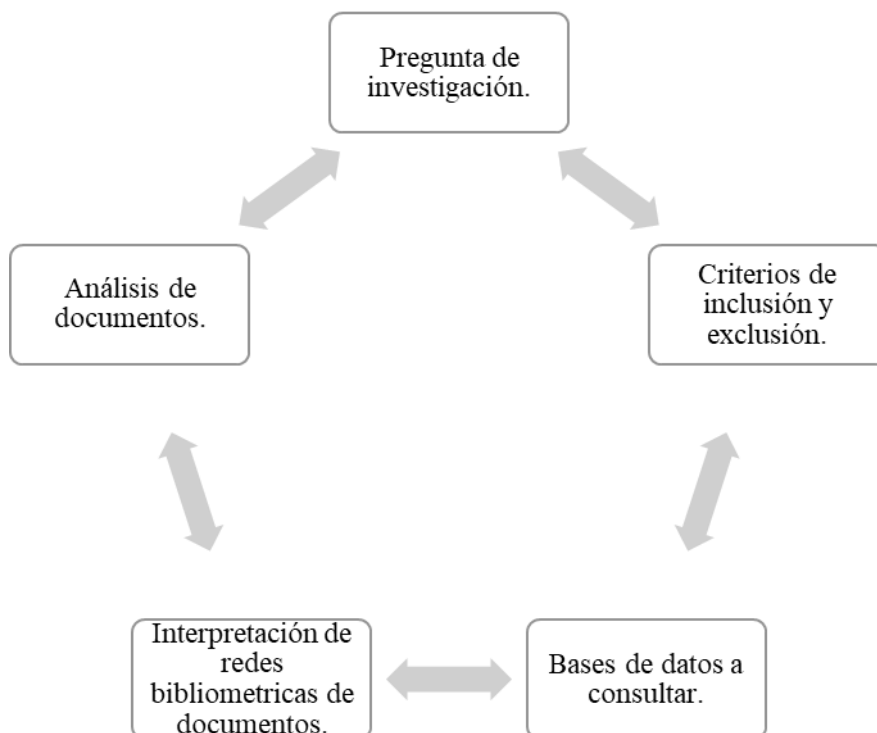 Pregunta de
investigación.
Criterios de
inclusión y
exclusión.
Bases de datos a
consultar.
Interpretación de
redes
bibliometricas de
documentos.
Análisis de
documentos.